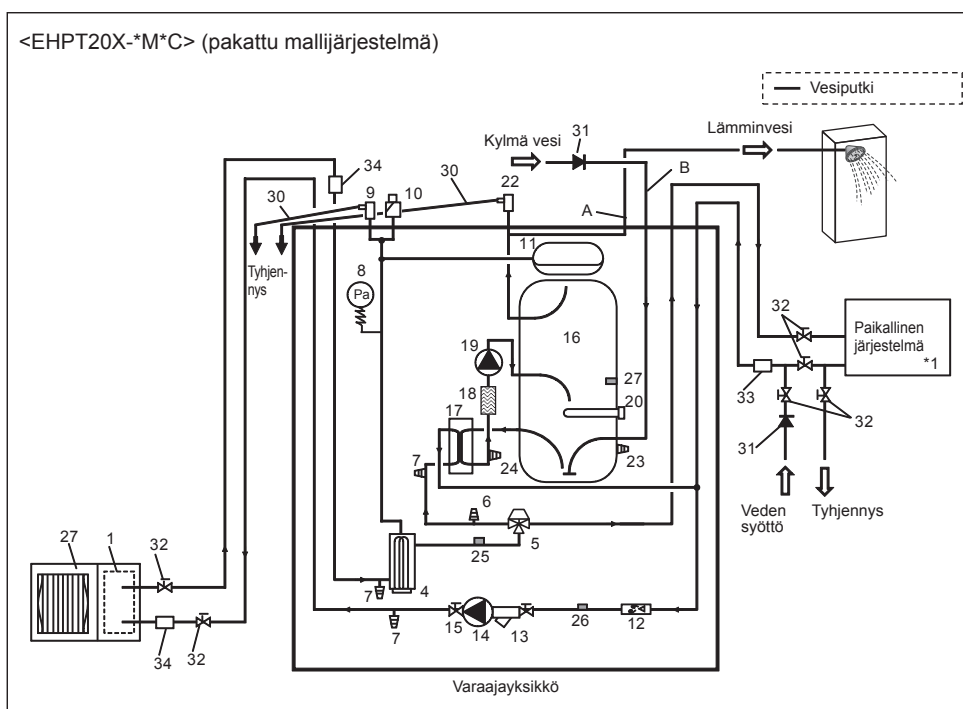 <EHPT20X-*M*C> (pakattu mallijärjestelmä)
Vesiputki
Kylmä vesi
31
Lämminvesi
34
30
9
10
30
22
B
A
11
Tyhjen-
nys
8
Pa
16
32
Paikallinen
järjestelmä
*1
19
27
18
20
33
32
17
7
24
23
31
6
Veden
syöttö
Tyhjennys
27
1
32
25
5
7
4
34
32
7
15
14
13
26
12
Varaajayksikkö